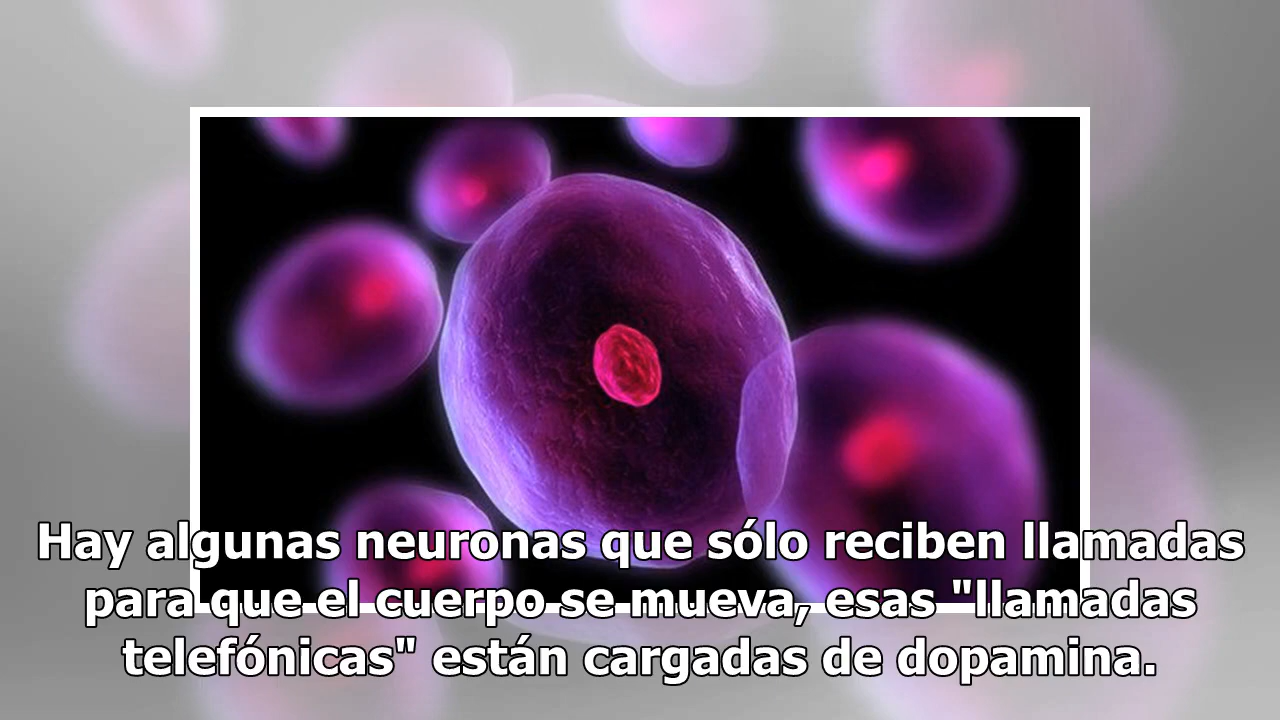 Hay algunas neuronas que sólo reciben llamadas
para que el cuerpo se mueva, esas "llamadas
telefónicas" están cargadas de dopamina.